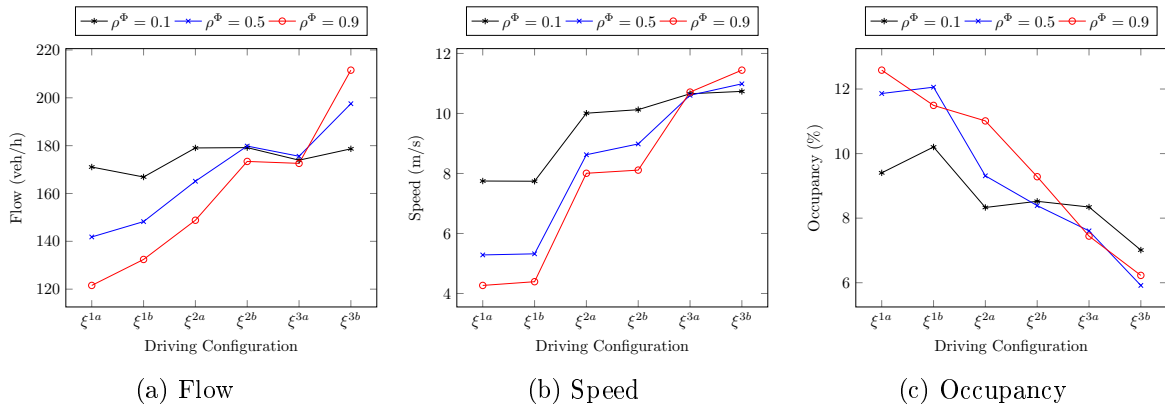 ρ^Φ = 0.1 ρ^Φ = 0.5 ρ^Φ = 0.9
220
200
180
160
140
120
Flow (veh/h)
ξ^1a ξ^1b ξ^2a ξ^2b ξ^3a ξ^3b
Driving Configuration
(a) Flow
ρ^Φ = 0.1 ρ^Φ = 0.5 ρ^Φ = 0.9
12
10
8
6
4
Speed (m/s)
ξ^1a ξ^1b ξ^2a ξ^2b ξ^3a ξ^3b
Driving Configuration
(b) Speed
ρ^Φ = 0.1 ρ^Φ = 0.5 ρ^Φ = 0.9
12
10
8
6
Occupancy (%)
ξ^1a ξ^1b ξ^2a ξ^2b ξ^3a ξ^3b
Driving Configuration
(c) Occupancy